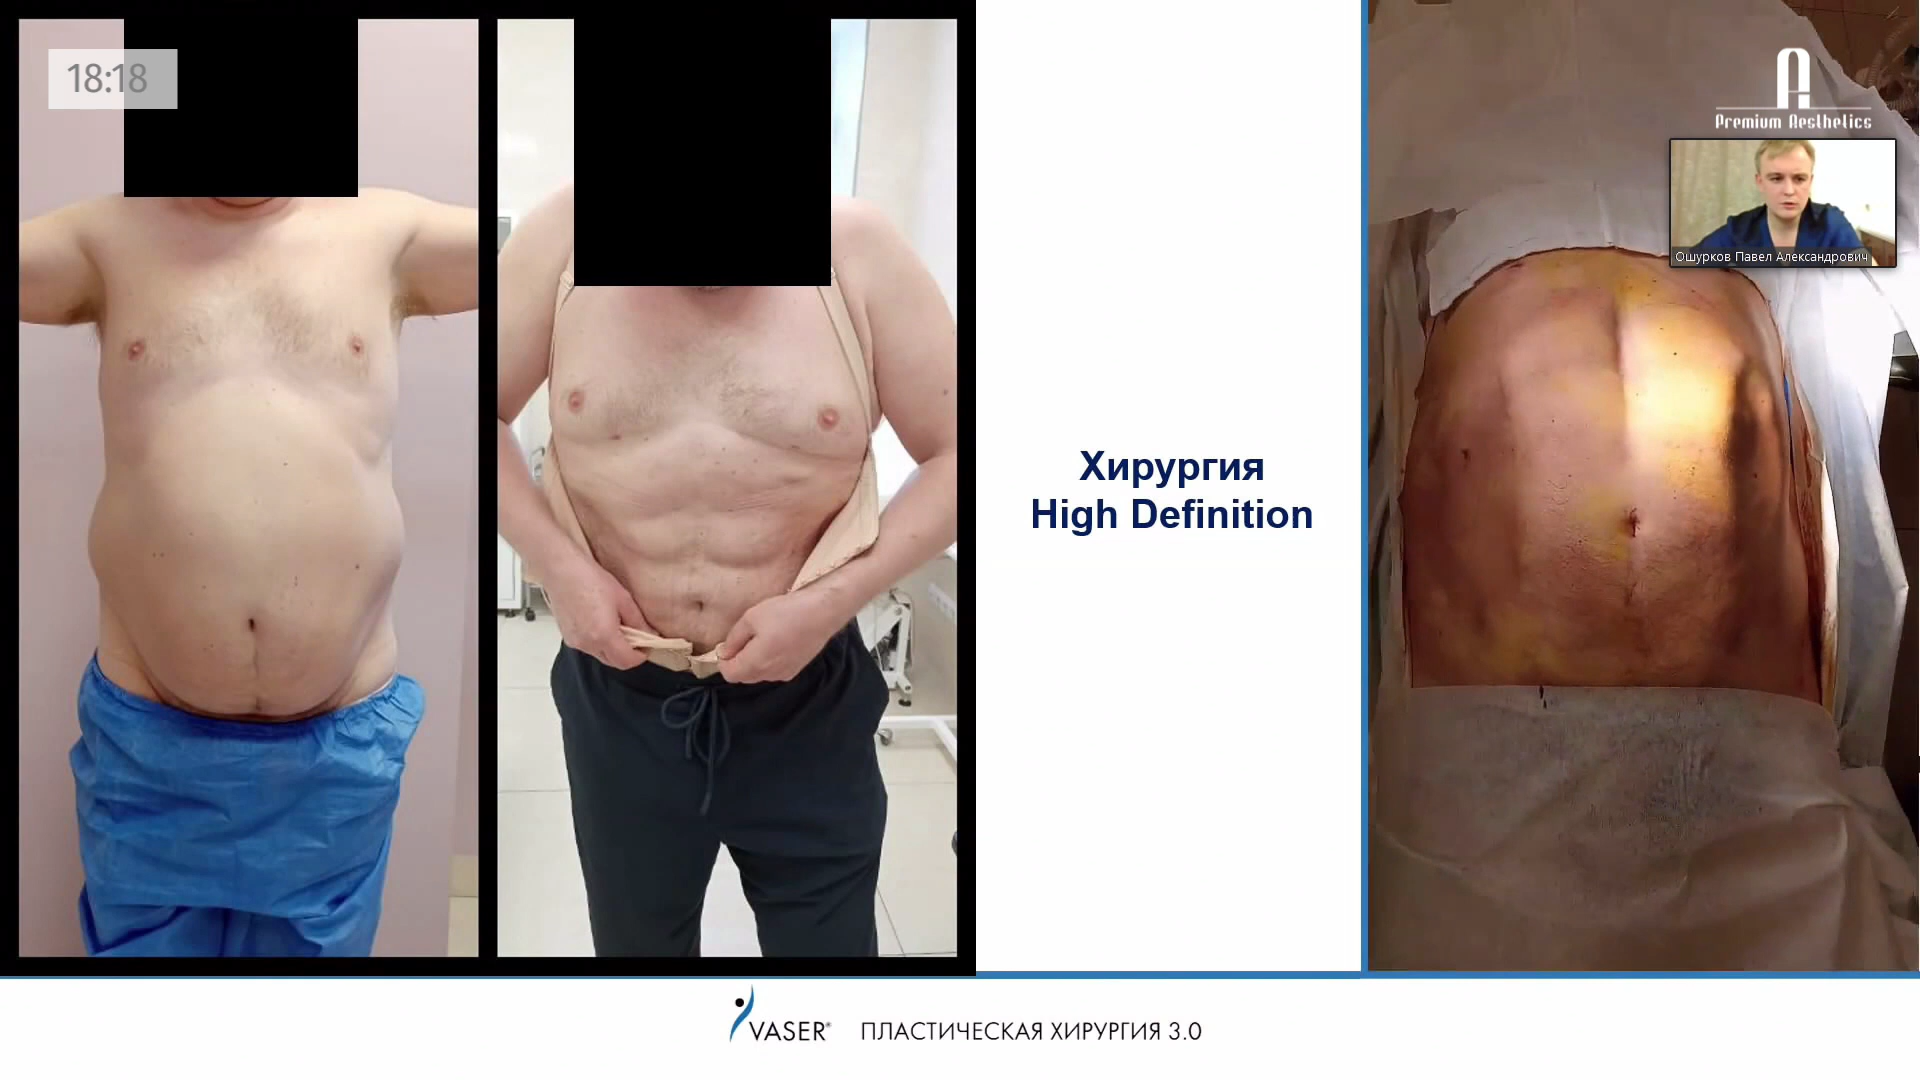 18:18
Premium Aesthetics
Ошурков Павел Александрович
Хирургия
High Definition
VASER®
ПЛАСТИЧЕСКАЯ ХИРУРГИЯ 3.0